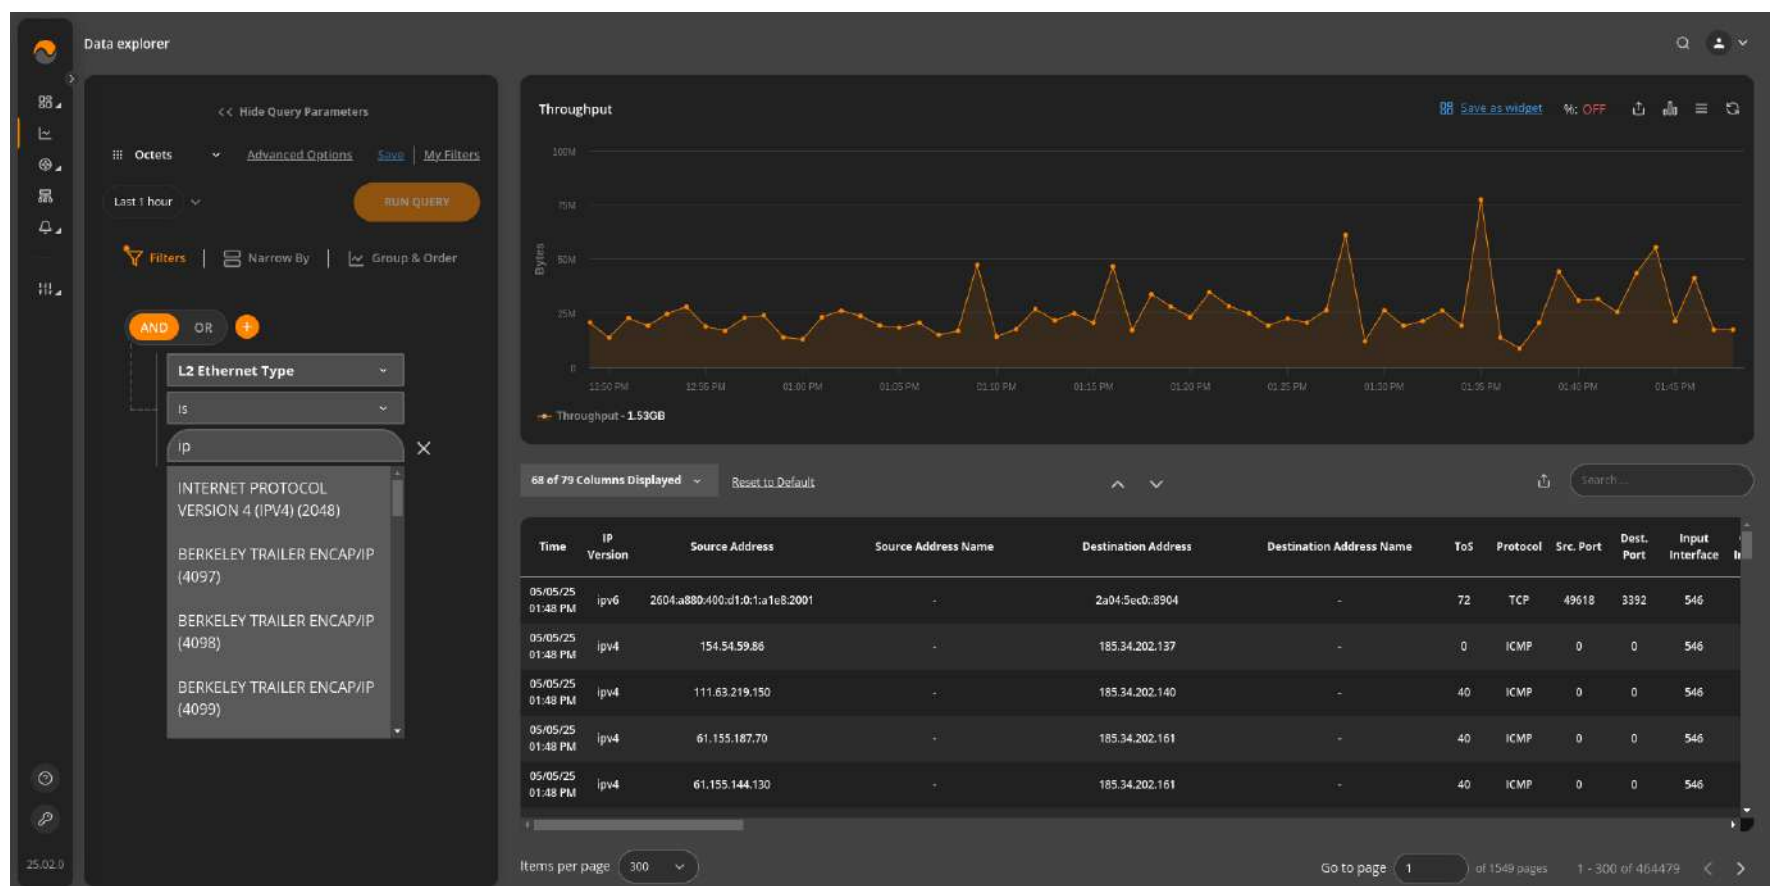 Data explorer
<< Hide Query Parameters
Octets
Advanced Options
Save
My Filters
Last 1 hour
RUN QUERY
Filters
Narrow By
Group & Order
AND
OR
L2 Ethernet Type
is
ip
INTERNET PROTOCOL
VERSION 4 (IPV4) (2048)
BERKELEY TRAILER ENCAP/IP
(4097)
BERKELEY TRAILER ENCAP/IP
(4098)
BERKELEY TRAILER ENCAP/IP
(4099)
25.02.0
Throughput
Save as widget
%: OFF
100M
75M
50M
25M
0
Bytes
12:50 PM 12:55 PM 01:00 PM 01:05 PM 01:10 PM 01:15 PM 01:20 PM 01:25 PM 01:30 PM 01:35 PM 01:40 PM 01:45 PM
Throughput - 1.53GB
68 of 79 Columns Displayed
Reset to Default
Search...
Time IP Version Source Address Source Address Name Destination Address Destination Address Name ToS Protocol Src. Port Dest. Port Input Interface
05/05/25 01:48 PM ipv6 2604:a880:400:d1:0:1:a1e8:2001 - 2a04:5ec0::8904 - 72 TCP 49618 3392 546
05/05/25 01:48 PM ipv4 154.54.59.86 - 185.34.202.137 - 0 ICMP 0 0 546
05/05/25 01:48 PM ipv4 111.63.219.150 - 185.34.202.140 - 40 ICMP 0 0 546
05/05/25 01:48 PM ipv4 61.155.187.70 - 185.34.202.161 - 40 ICMP 0 0 546
05/05/25 01:48 PM ipv4 61.155.144.130 - 185.34.202.161 - 40 ICMP 0 0 546
Items per page 300
Go to page 1 of 1549 pages 1 - 300 of 464479